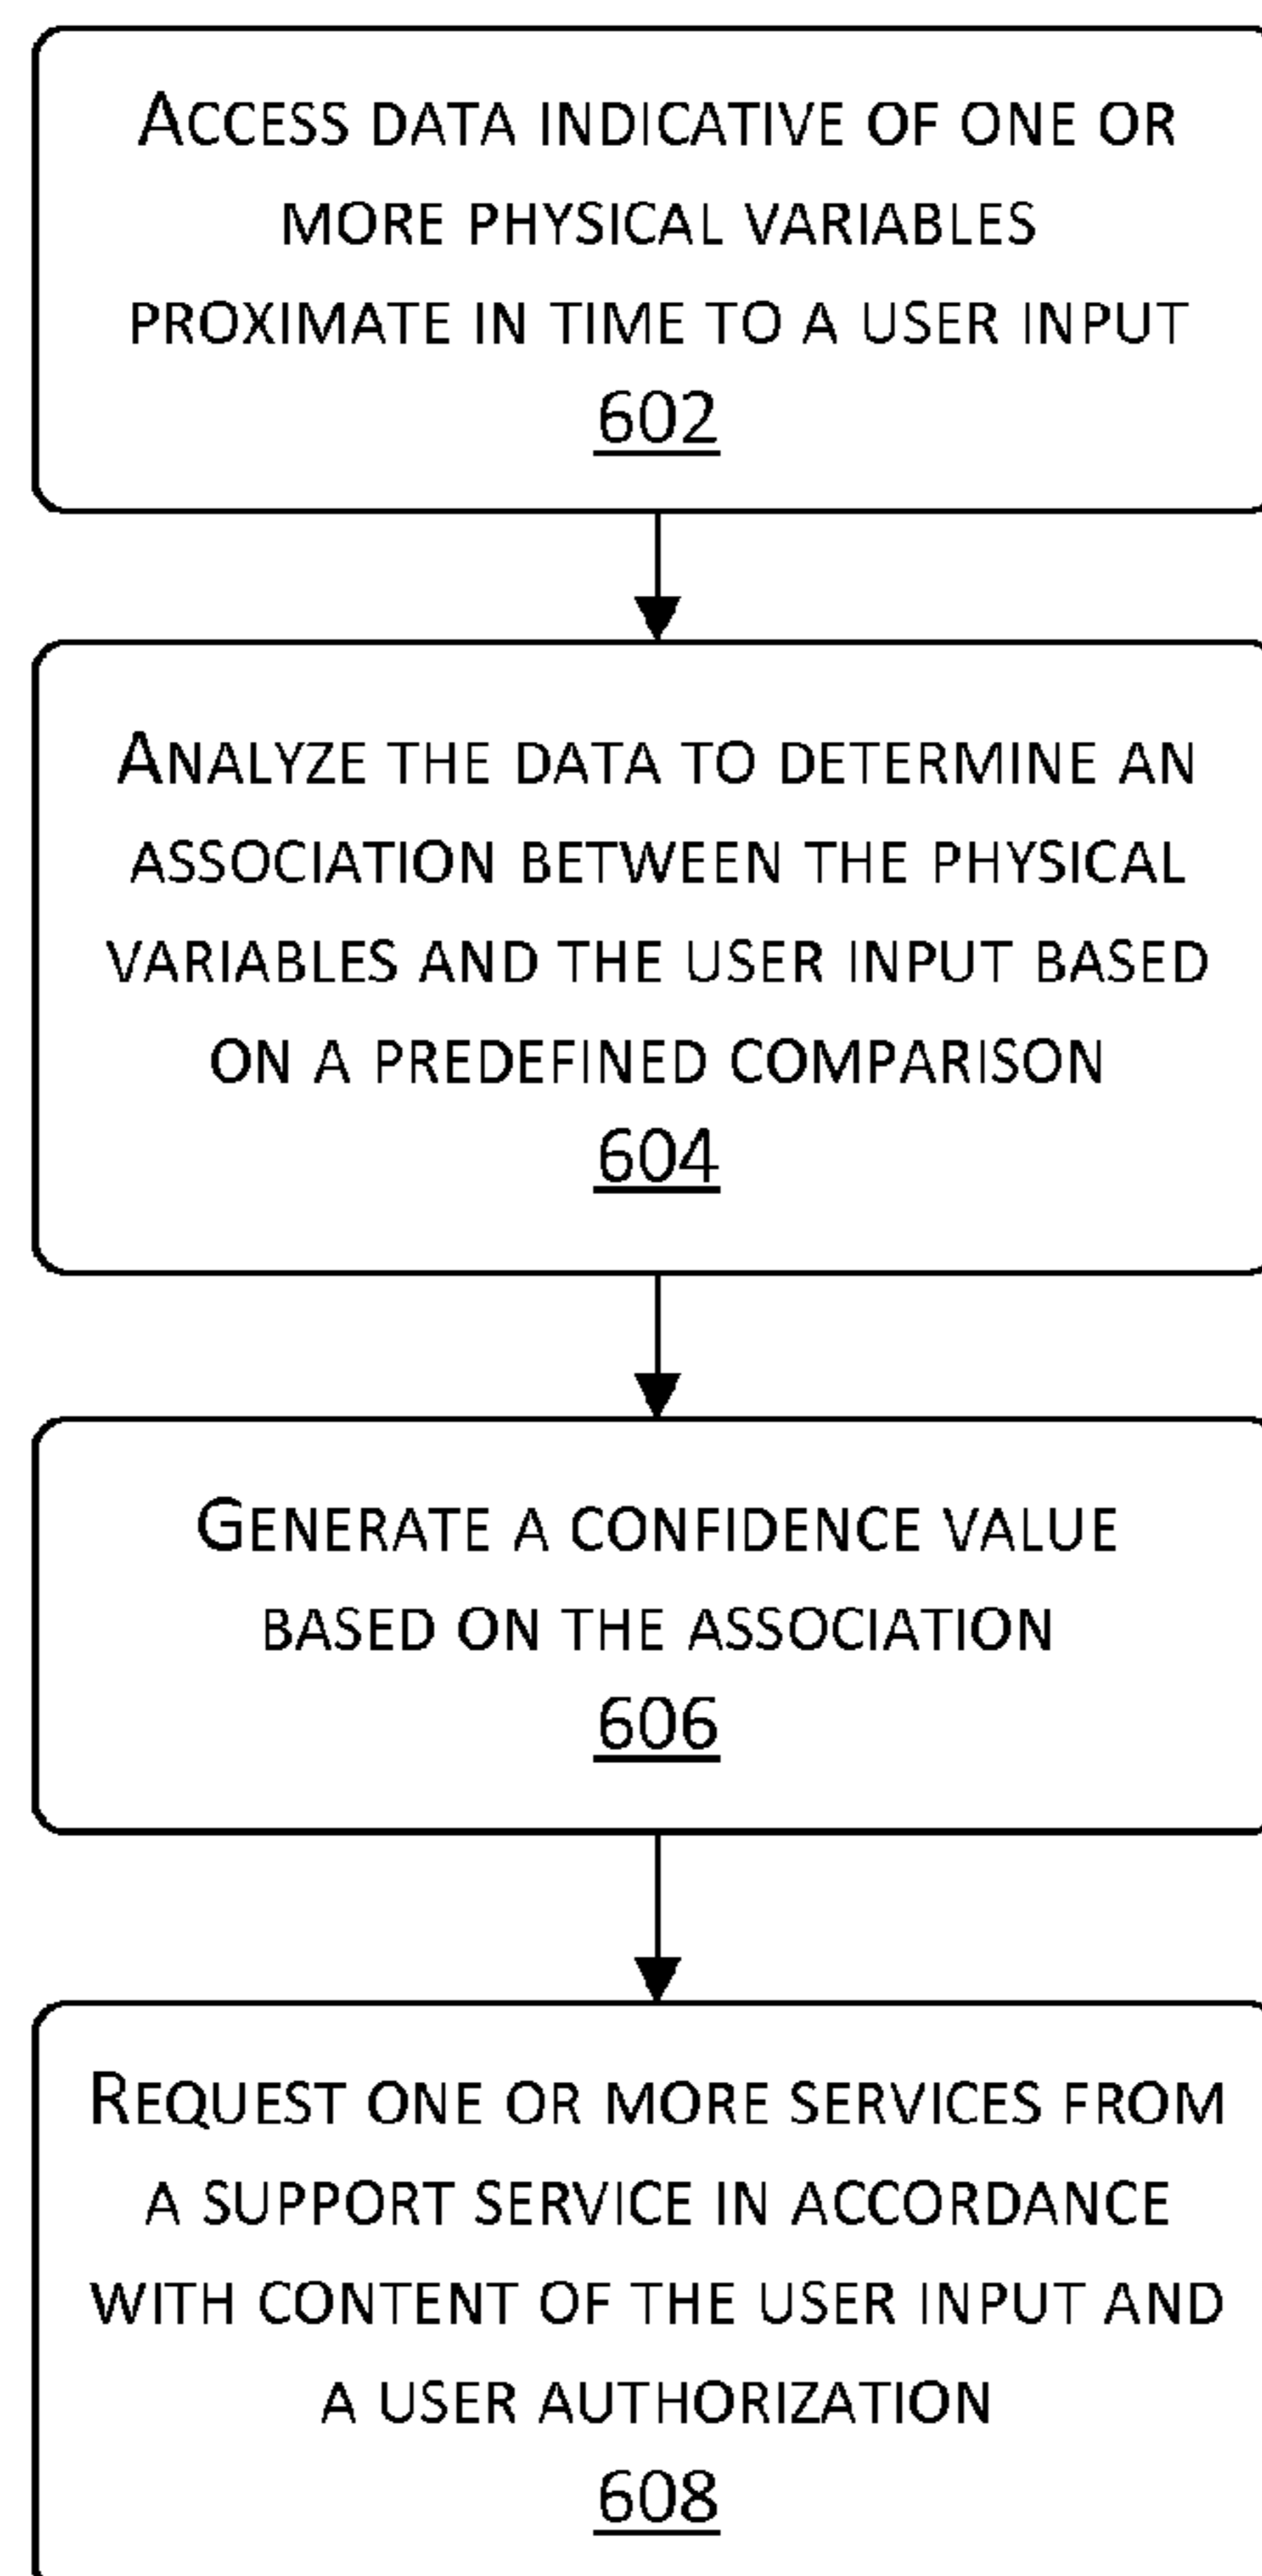 ACCESS DATA INDICATIVE OF ONE OR
MORE PHYSICAL VARIABLES
PROXIMATE IN TIME TO A USER INPUT
602
ANALYZE THE DATA TO DETERMINE AN
ASSOCIATION BETWEEN THE PHYSICAL
VARIABLES AND THE USER INPUT BASED
ON A PREDEFINED COMPARISON
604
GENERATE A CONFIDENCE VALUE
BASED ON THE ASSOCIATION
606
REQUEST ONE OR MORE SERVICES FROM
A SUPPORT SERVICE IN ACCORDANCE
WITH CONTENT OF THE USER INPUT AND
A USER AUTHORIZATION
608